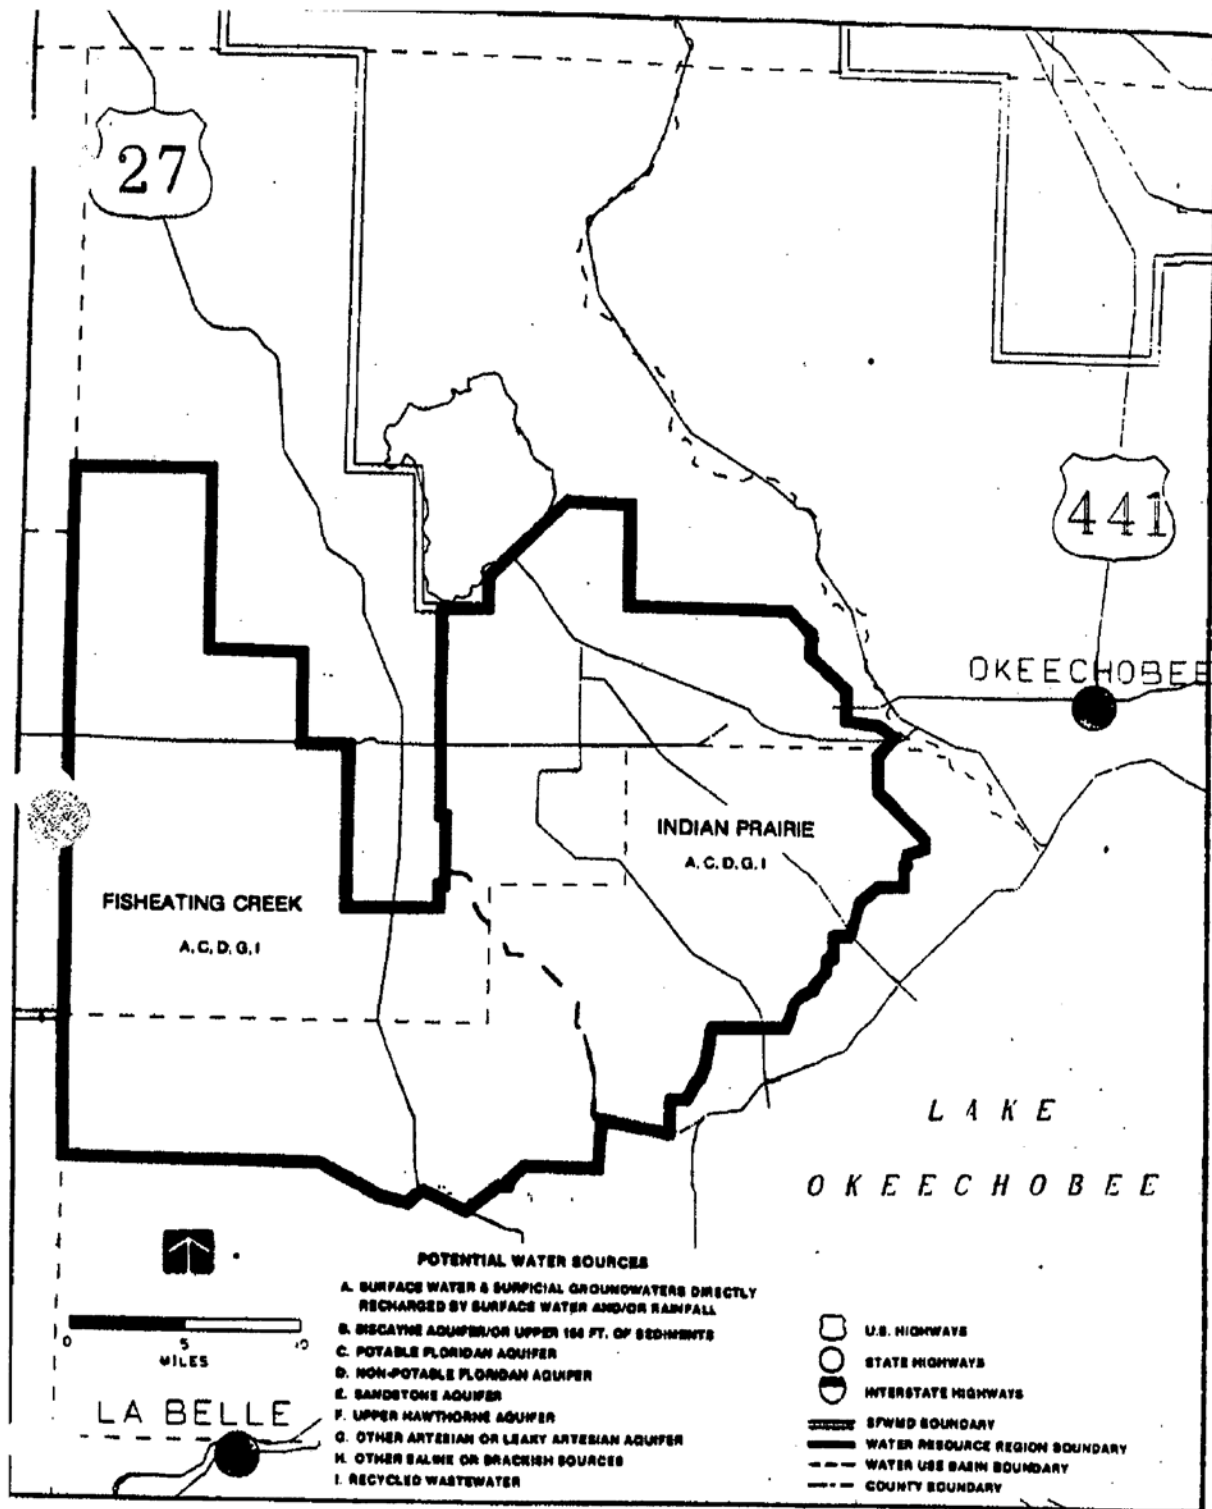 27
441
OKEECHOBEE
INDIAN PRAIRIE
A, C, D, G, I
FISHEATING CREEK
A, C, D, G, I
LAKE
OKEECHOBEE
POTENTIAL WATER SOURCES
A. SURFACE WATER & SURFICIAL GROUNDWATERS DIRECTLY
RECHARGED BY SURFACE WATER AND/OR RAINFALL
B. BISCAYNE AQUIFER/OR UPPER FT. OF SEDIMENTS
C. POTABLE FLORIDAN AQUIFER
D. NON-POTABLE FLORIDAN AQUIFER
E. SANDSTONE AQUIFER
F. UPPER HAWTHORNE AQUIFER
G. OTHER ARTESIAN OR LEAKY ARTESIAN AQUIFER
H. OTHER SALINE OR BRACKISH SOURCES
I. RECYCLED WASTEWATER
0 5 10
MILES
LA BELLE
U.S. HIGHWAYS
STATE HIGHWAYS
INTERSTATE HIGHWAYS
SFWMD BOUNDARY
WATER RESOURCE REGION BOUNDARY
WATER USE BASIN BOUNDARY
COUNTY BOUNDARY